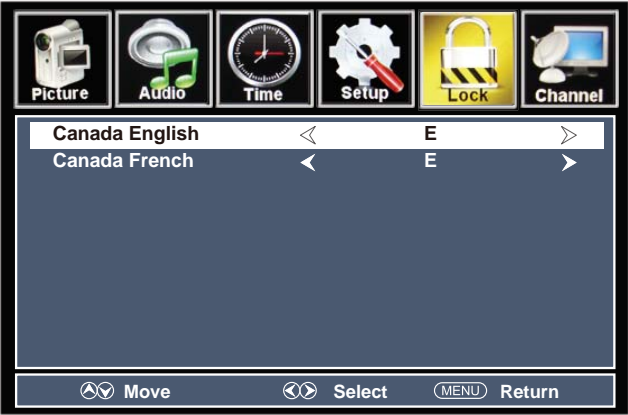 Picture Audio Time Setup Lock Channel
Canada English E
Canada French E
Move Select MENU Return